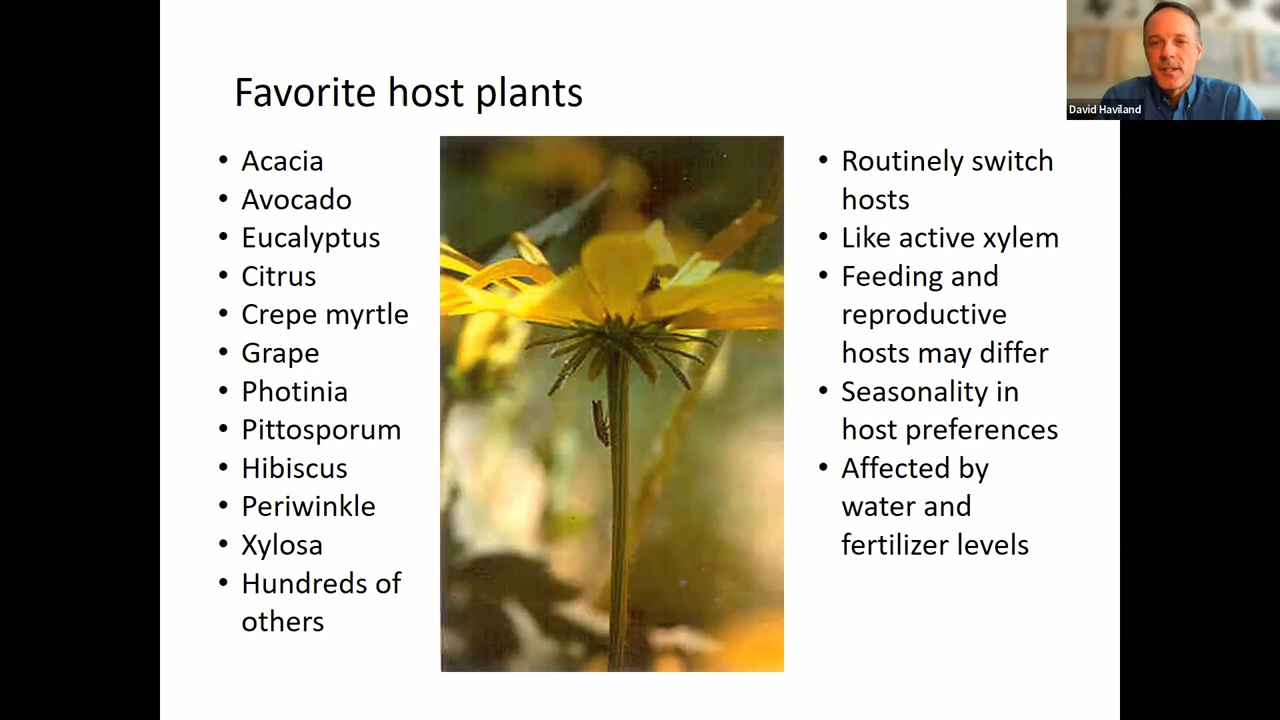 Favorite host plants
• Acacia
• Avocado
• Eucalyptus
• Citrus
• Crepe myrtle
• Grape
• Photinia
• Pittosporum
• Hibiscus
• Periwinkle
• Xylosa
• Hundreds of
others
• Routinely switch
hosts
• Like active xylem
• Feeding and
reproductive
hosts may differ
• Seasonality in
host preferences
• Affected by
water and
fertilizer levels
David Haviland